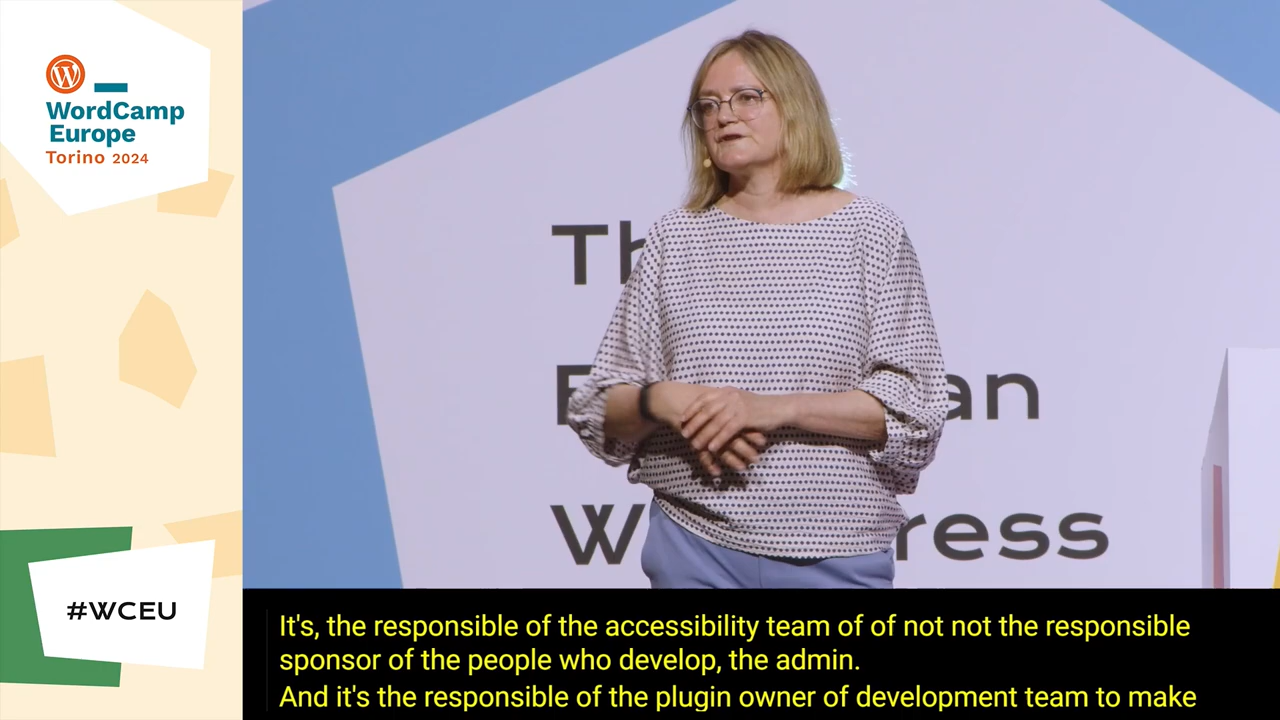 WordCamp
Europe
Torino 2024
#WCEU
Th
an
W ress
It's, the responsible of the accessibility team of of not not the responsible
sponsor of the people who develop, the admin.
And it's the responsible of the plugin owner of development team to make